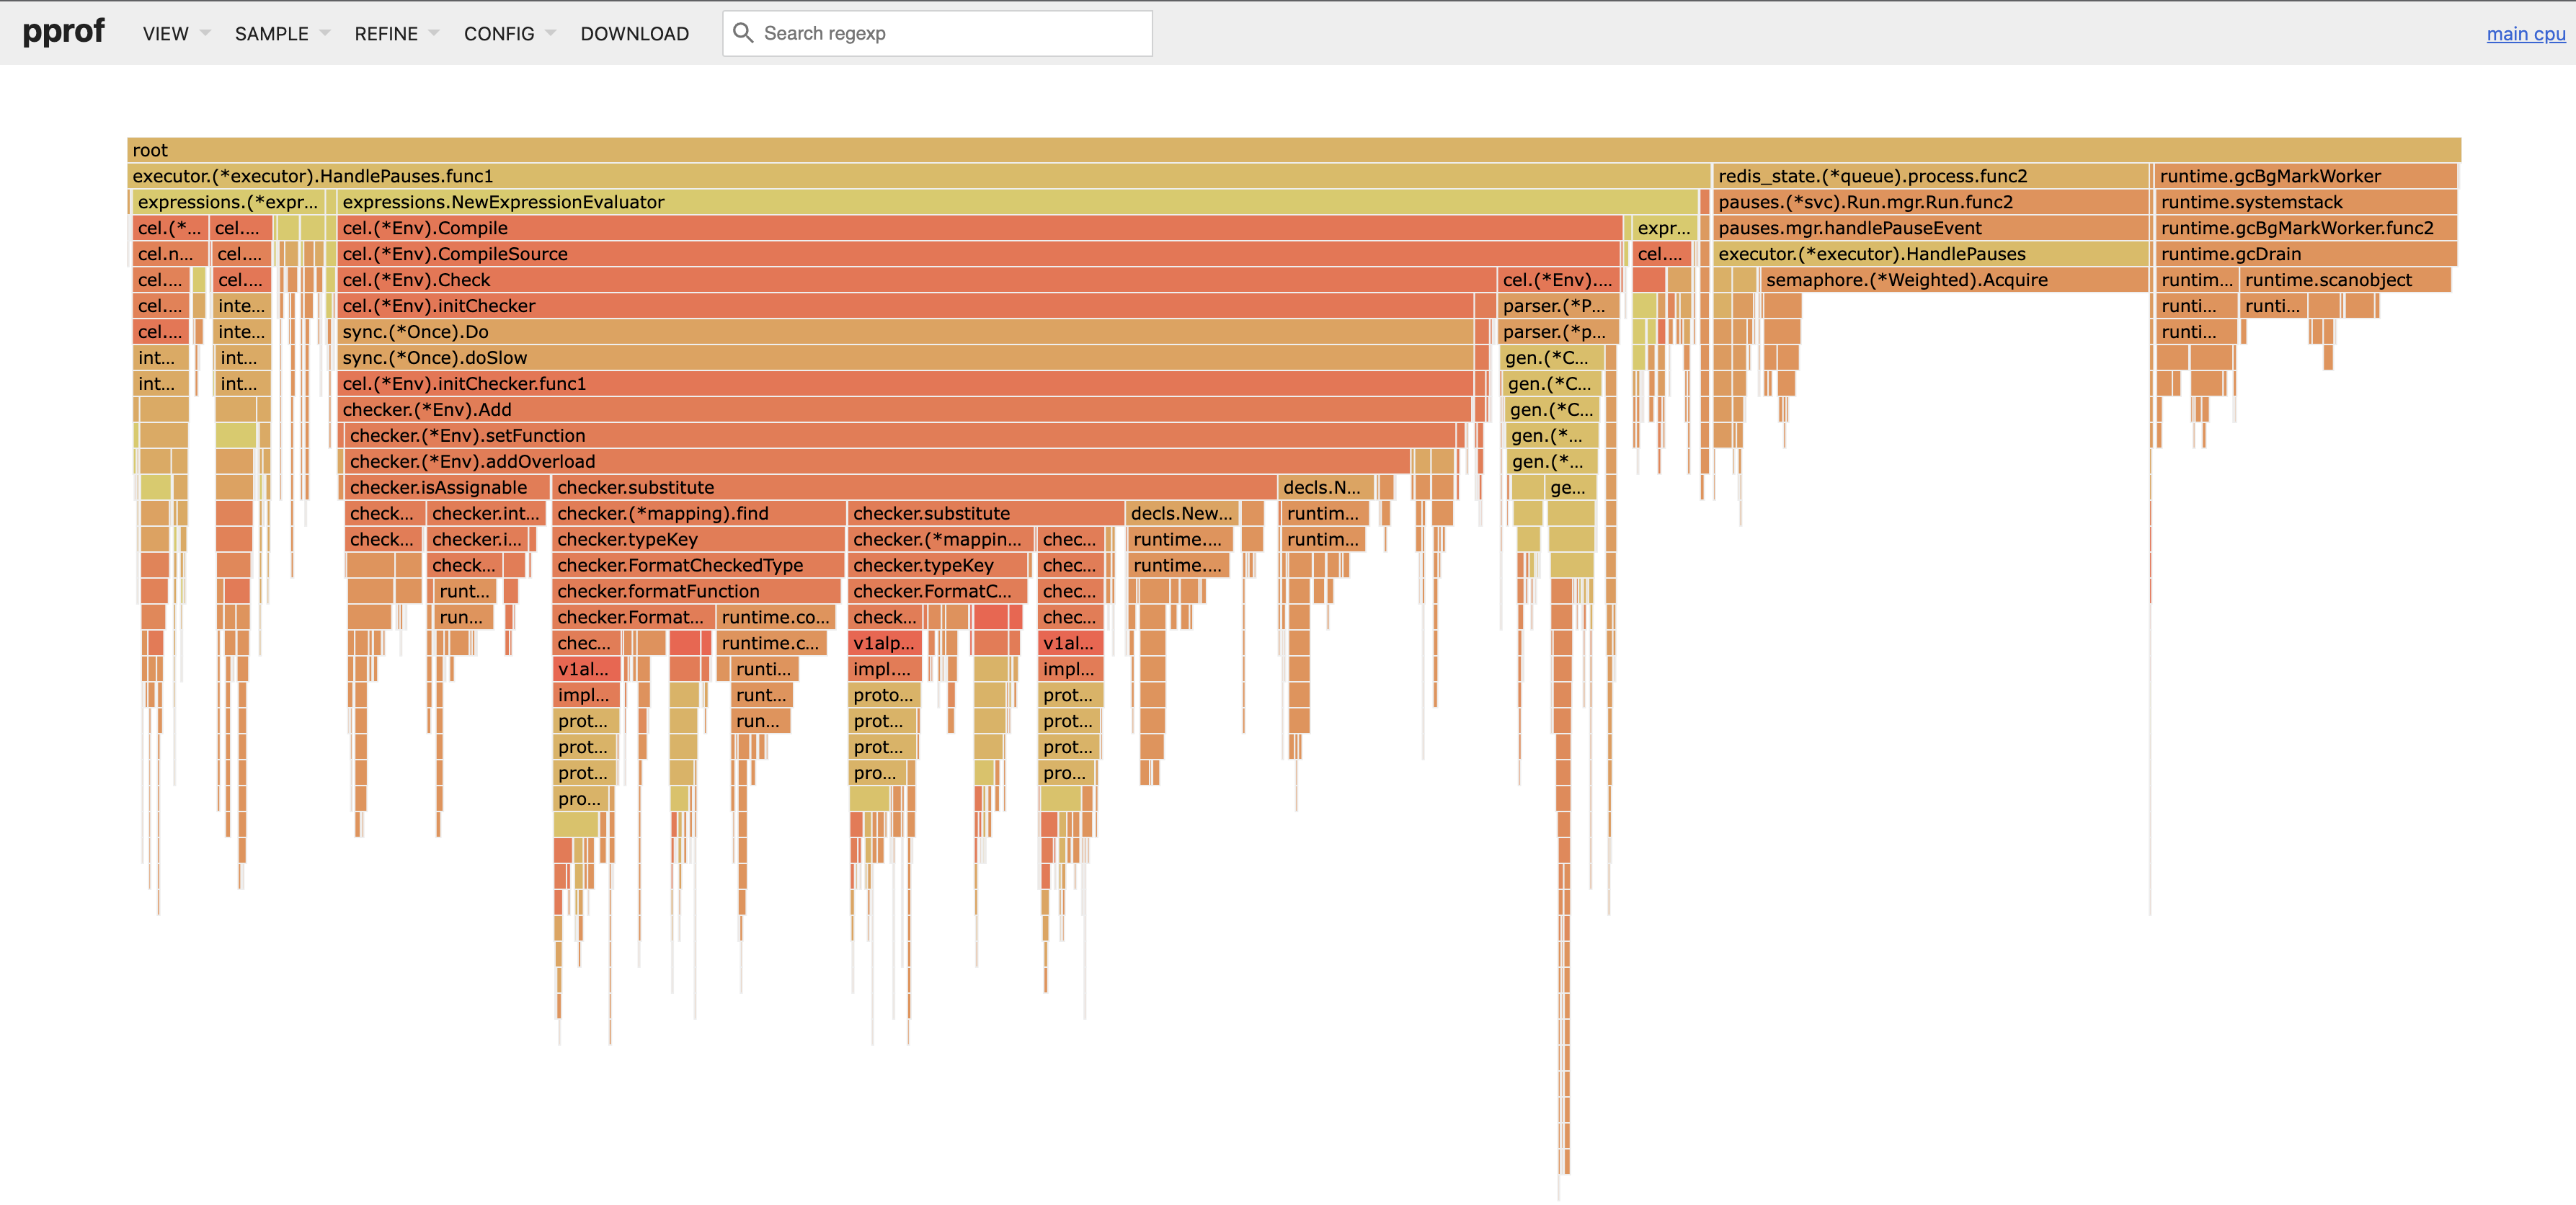 pprof VIEW SAMPLE REFINE CONFIG DOWNLOAD Search regexp main cpu
root
executor.(*executor).HandlePauses.func1 redis_state.(*queue).process.func2 runtime.gcBgMarkWorker
expressions.(*expr... expressions.NewExpressionEvaluator pauses.(*svc).Run.mgr.Run.func2 runtime.systemstack
cel.(*... cel.... cel.(*Env).Compile expr... pauses.mgr.handlePauseEvent runtime.gcBgMarkWorker.func2
cel.n... cel.... cel.(*Env).CompileSource cel.... executor.(*executor).HandlePauses runtime.gcDrain
cel.... cel.... cel.(*Env).Check cel.(*Env).... semaphore.(*Weighted).Acquire runtim... runtime.scanobject
cel.... inte... cel.(*Env).initChecker parser.(*P... runti... runti...
cel.... inte... sync.(*Once).Do parser.(*p... runti...
int... int... sync.(*Once).doSlow gen.(*C...
int... int... cel.(*Env).initChecker.func1 gen.(*C...
checker.(*Env).Add gen.(*C...
checker.(*Env).setFunction gen.(*...
checker.(*Env).addOverload gen.(*...
checker.isAssignable checker.substitute decls.N... ge...
check... checker.int... checker.(*mapping).find checker.substitute decls.New... runtim...
check... checker.i... checker.typeKey checker.(*mappin... chec... runtime.... runtim...
check... checker.FormatCheckedType checker.typeKey chec... runtime....
runt... checker.formatFunction checker.FormatC... chec...
run... checker.Format... runtime.co... check... chec...
chec... runtime.c... v1alp... v1al...
v1al... runti... impl.... impl...
impl... runt... proto... prot...
prot... run... prot... prot...
prot... prot... prot...
prot... pro... pro...
pro...